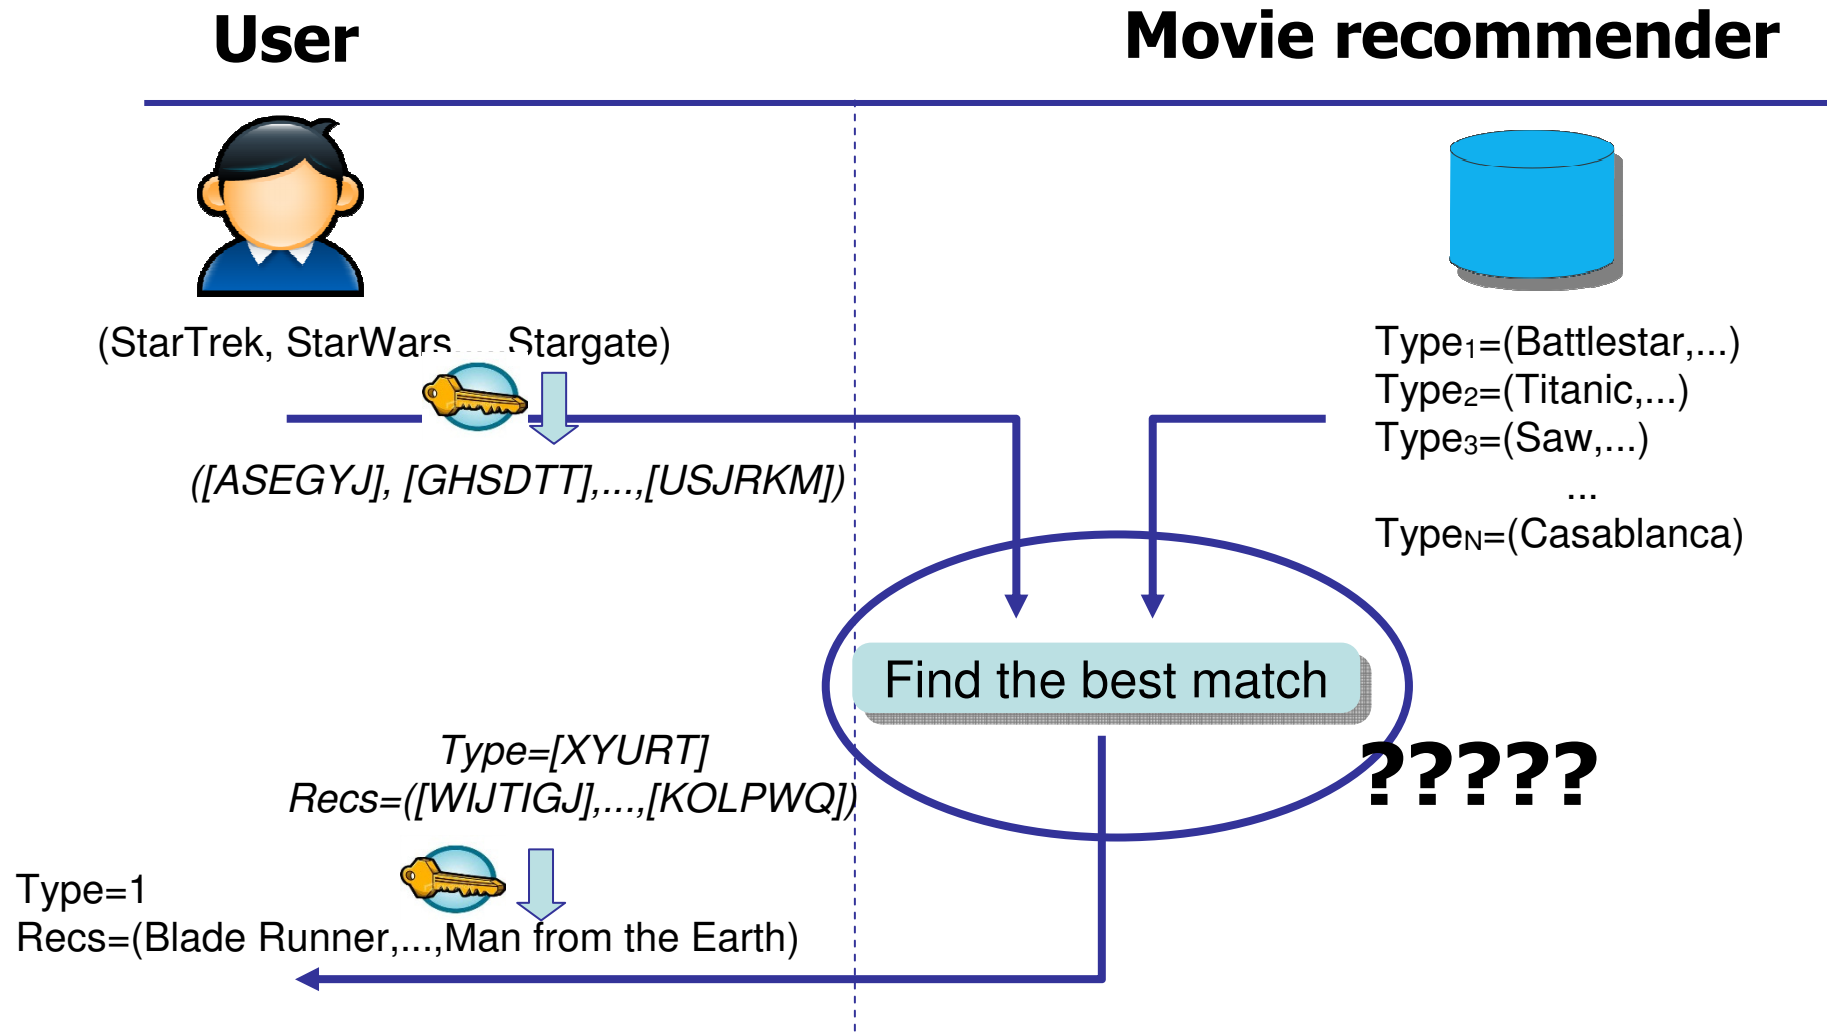 User
Movie recommender
(StarTrek, StarWars,...,Stargate)
([ASEGYJ], [GHSDTT],...,[USJRKM])
Type1=(Battlestar,...)
Type2=(Titanic,...)
Type3=(Saw,...)
...
TypeN=(Casablanca)
Find the best match
?????
Type=[XYURT]
Recs=([WIJTIGJ],...,[KOLPWQ])
Type=1
Recs=(Blade Runner,...,Man from the Earth)